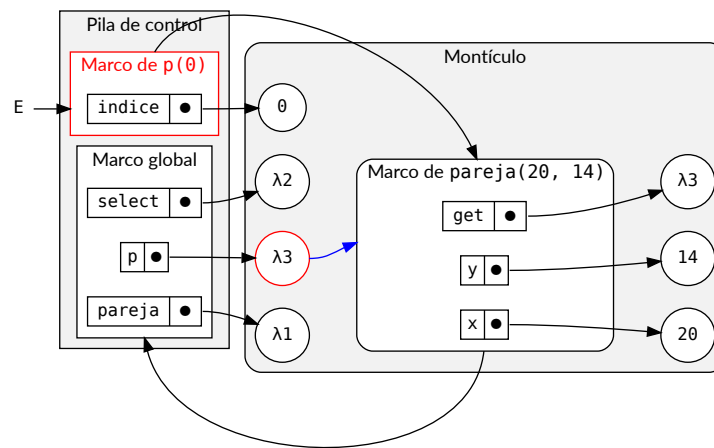 Pila de control
Marco de p(0)
E
indice
Marco global
select
p
pareja
Montículo
0
λ2
λ3
λ1
Marco de pareja(20, 14)
get
y
x
λ3
14
20